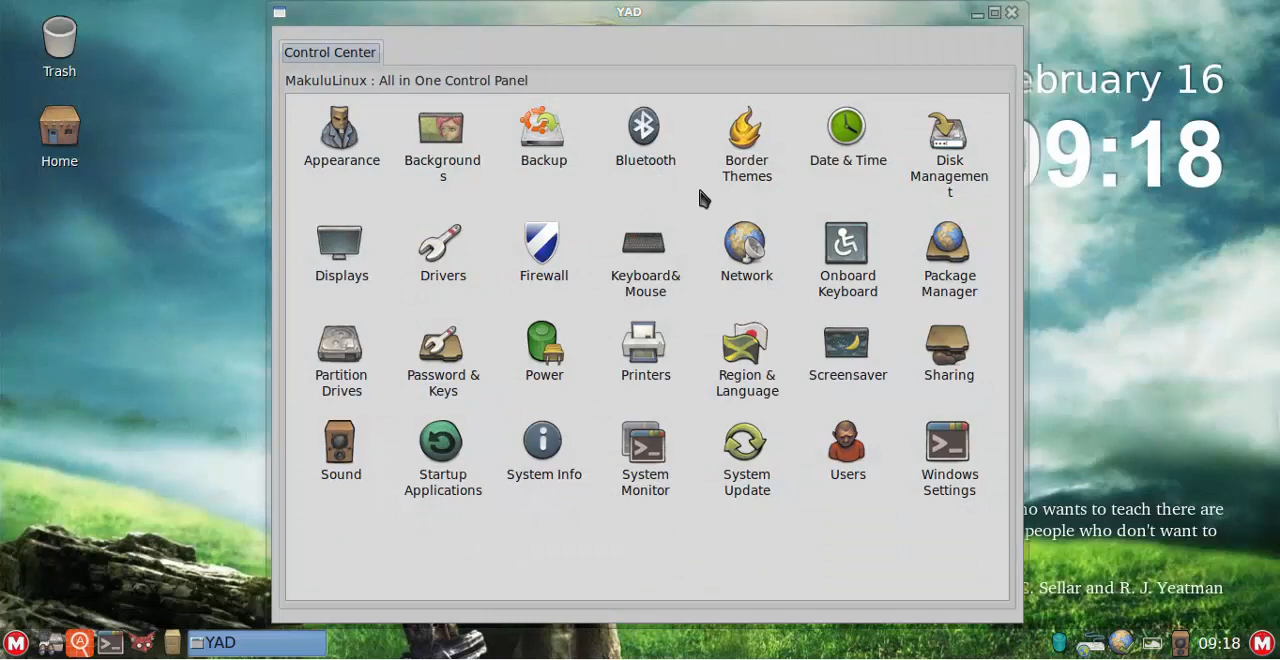 YAD
Trash
Home
Control Center
MakuluLinux : All in One Control Panel
Appearance
Background
s
Backup
Bluetooth
Border
Themes
Date & Time
Disk
Managemen
t
Displays
Drivers
Firewall
Keyboard&
Mouse
Network
Onboard
Keyboard
Package
Manager
Partition
Drives
Password &
Keys
Power
Printers
Region &
Language
Screensaver
Sharing
Sound
Startup
Applications
System Info
System
Monitor
System
Update
Users
Windows
Settings
ebruary 16
09:18
ho wants to teach there are
people who don't want to
C. Sellar and R. J. Yeatman
YAD
09:18